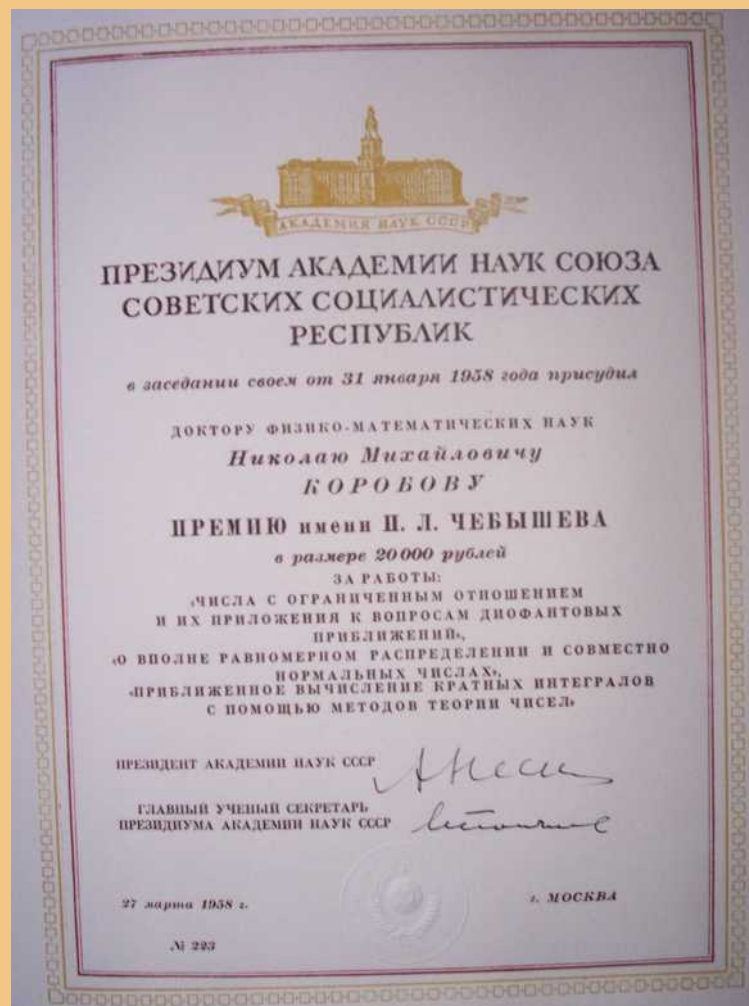 АКАДЕМИЯ НАУК СССР
ПРЕЗИДИУМ АКАДЕМИИ НАУК СОЮЗА
СОВЕТСКИХ СОЦИАЛИСТИЧЕСКИХ
РЕСПУБЛИК
в заседании своем от 31 января 1958 года присудил
ДОКТОРУ ФИЗИКО-МАТЕМАТИЧЕСКИХ НАУК
Николаю Михайловичу
КОРОБОВУ
ПРЕМИЮ имени П. Л. ЧЕБЫШЕВА
в размере 20 000 рублей
ЗА РАБОТЫ:
«ЧИСЛА С ОГРАНИЧЕННЫМ ОТНОШЕНИЕМ
И ИХ ПРИЛОЖЕНИЯ К ВОПРОСАМ ДИОФАНТОВЫХ
ПРИБЛИЖЕНИЙ»,
«О ВПОЛНЕ РАВНОМЕРНОМ РАСПРЕДЕЛЕНИИ И СОВМЕСТНО
НОРМАЛЬНЫХ ЧИСЛАХ»,
«ПРИБЛИЖЕННОЕ ВЫЧИСЛЕНИЕ КРАТНЫХ ИНТЕГРАЛОВ
С ПОМОЩЬЮ МЕТОДОВ ТЕОРИИ ЧИСЕЛ»
ПРЕЗИДЕНТ АКАДЕМИИ НАУК СССР
ГЛАВНЫЙ УЧЕНЫЙ СЕКРЕТАРЬ
ПРЕЗИДИУМА АКАДЕМИИ НАУК СССР
27 марта 1958 г.
г. МОСКВА
№ 223